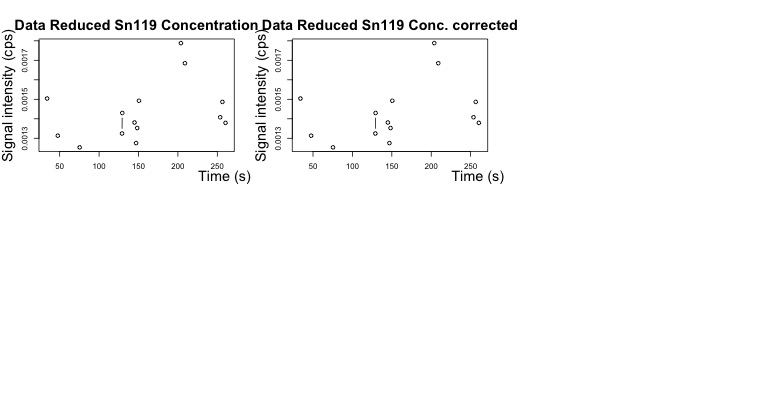 Data Reduced Sn119 Concentration
Signal intensity (cps)
0.0013
0.0015
0.0017
50
100
150
200
250
Time (s)
Data Reduced Sn119 Conc. corrected
Signal intensity (cps)
0.0013
0.0015
0.0017
50
100
150
200
250
Time (s)